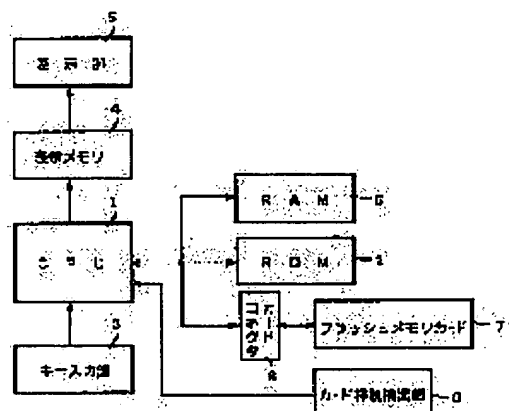 5
表示部
4
表示メモリ
1
RAM
6
ROM
2
3
キー入力部
カード
コネクタ
8
フラッシュメモリカード
7
カード挿抜検出部
9